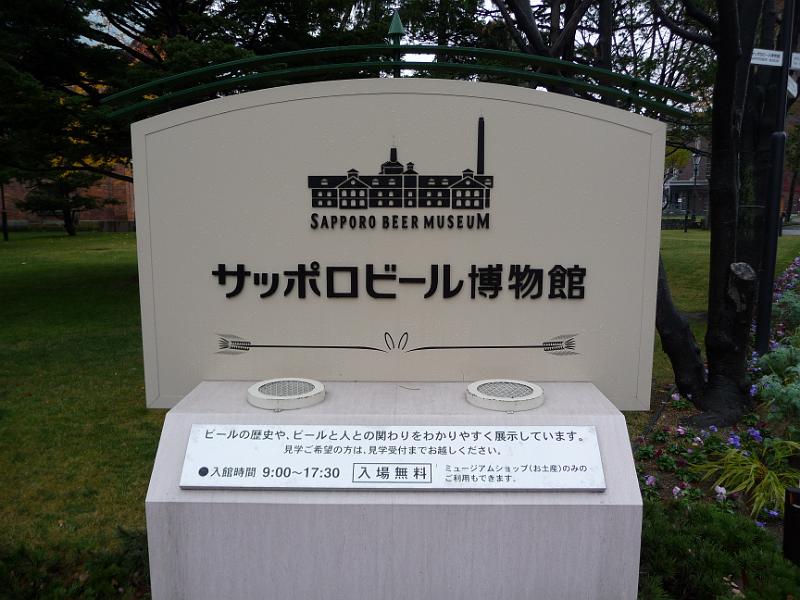 SAPPORO BEER MUSEUM
サッポロビール博物館
ビールの歴史や、ビールと人との関わりをわかりやすく展示しています。
見学ご希望の方は、見学受付までお越しください。
●入館時間 9:00〜17:30 入場無料 ミュージアムショップ(お土産)のみの
ご利用もできます。